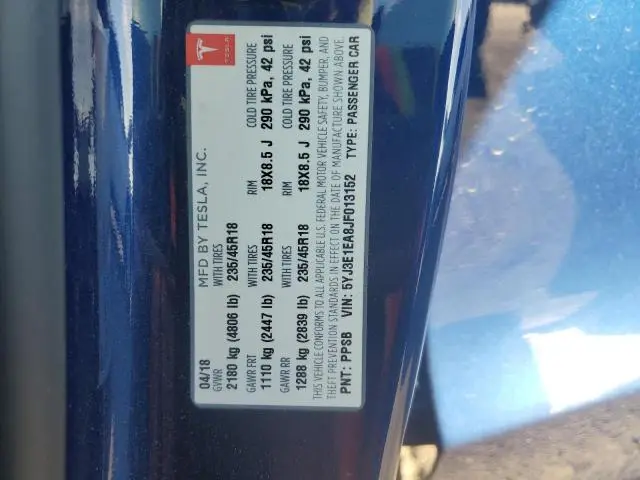 TESLA
04/18 MFD BY TESLA, INC.
GVWR WITH TIRES RIM COLD TIRE PRESSURE
2180 kg (4806 lb) 235/45R18 18X8.5 J 290 kPa, 42 psi
GAWR FRT WITH TIRES RIM COLD TIRE PRESSURE
1110 kg (2447 lb) 235/45R18 18X8.5 J 290 kPa, 42 psi
GAWR RR
1288 kg (2839 lb) 235/45R18
THIS VEHICLE CONFORMS TO ALL APPLICABLE U.S. FEDERAL MOTOR VEHICLE SAFETY, BUMPER, AND
THEFT PREVENTION STANDARDS IN EFFECT ON THE DATE OF MANUFACTURE SHOWN ABOVE.
PNT: PPSB VIN: 5YJ3E1EA8JF013152 TYPE: PASSENGER CAR